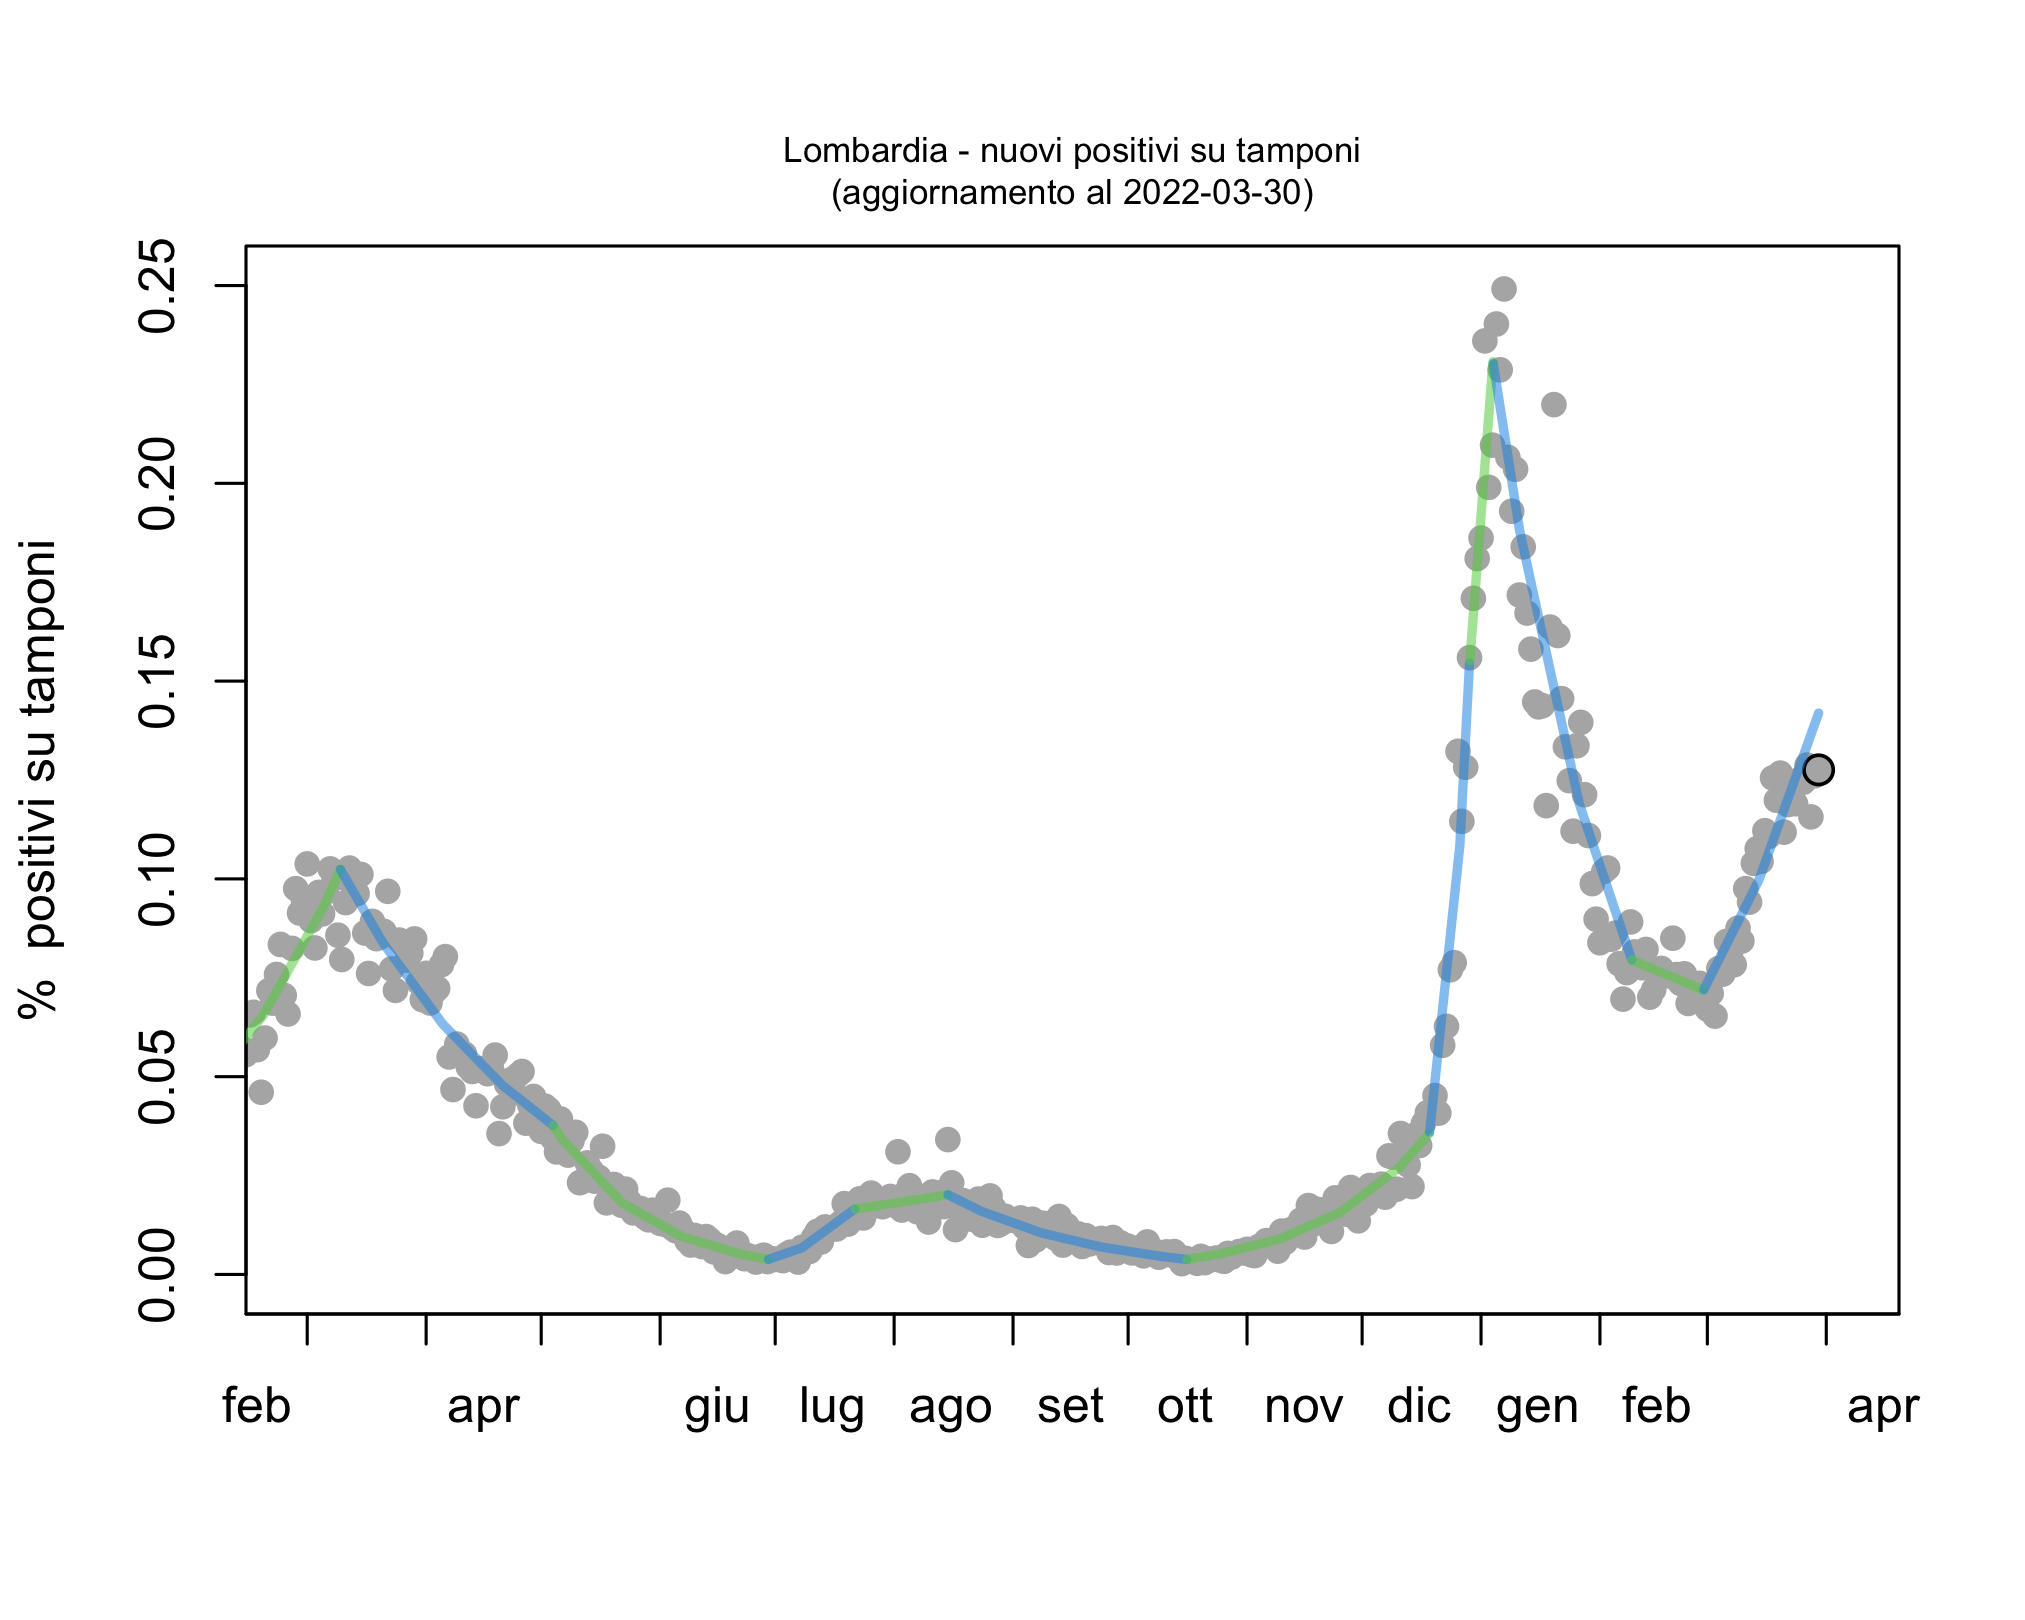 Lombardia - nuovi positivi su tamponi
(aggiornamento al 2022-03-30)
% positivi su tamponi
0.25
0.20
0.15
0.10
0.05
0.00
feb apr giu lug ago set ott nov dic gen feb apr